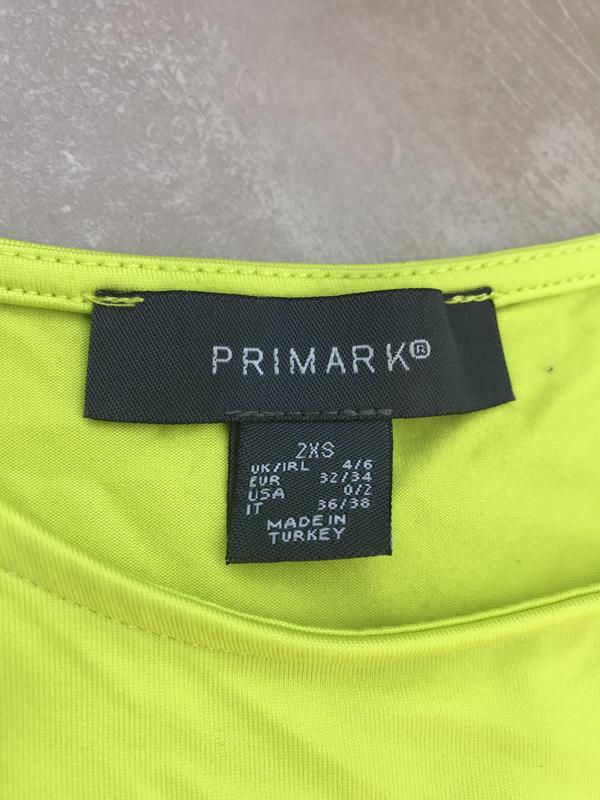 PRIMARK®
2XS
UK/IRL 4/6
EUR 32/34
USA 0/2
IT 36/38
MADE IN
TURKEY